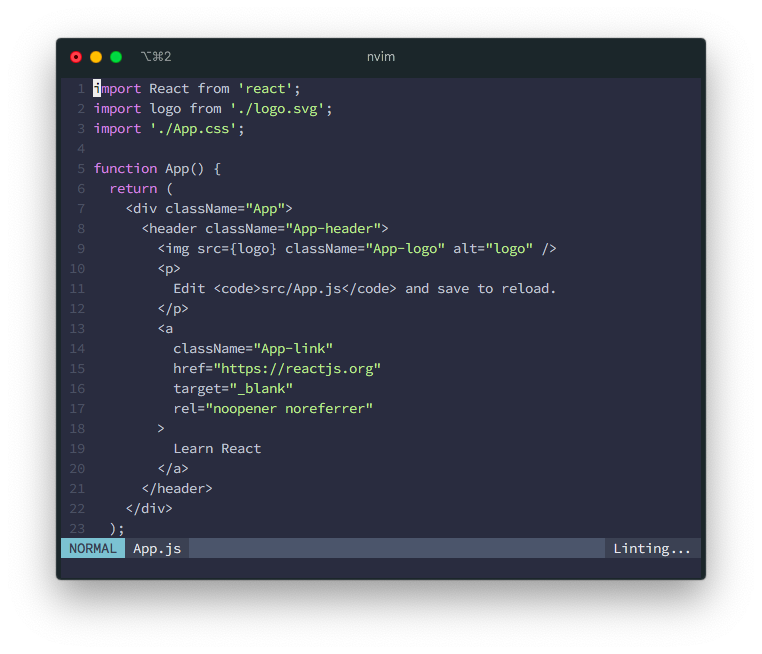 ⌥⌘2 nvim
1 import React from 'react';
2 import logo from './logo.svg';
3 import './App.css';
4
5 function App() {
6   return (
7     <div className="App">
8       <header className="App-header">
9         <img src={logo} className="App-logo" alt="logo" />
10         <p>
11           Edit <code>src/App.js</code> and save to reload.
12         </p>
13         <a
14           className="App-link"
15           href="https://reactjs.org"
16           target="_blank"
17           rel="noopener noreferrer"
18         >
19           Learn React
20         </a>
21       </header>
22     </div>
23   );
NORMAL App.js Linting...